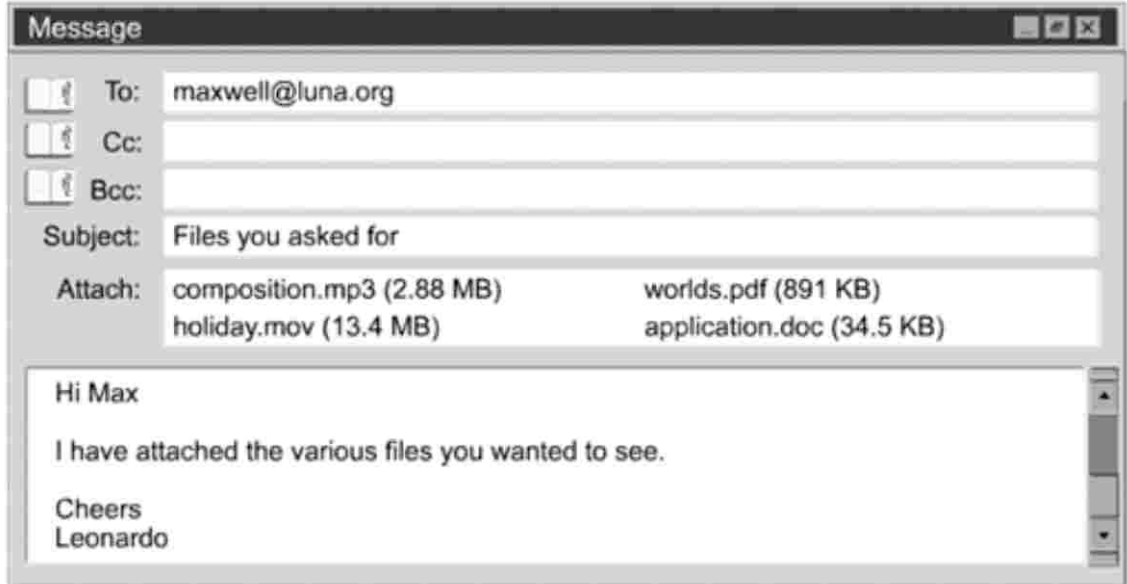 Message
To: maxwell@luna.org
Cc:
Bcc:
Subject: Files you asked for
Attach: composition.mp3 (2.88 MB) worlds.pdf (891 KB)
holiday.mov (13.4 MB) application.doc (34.5 KB)
Hi Max
I have attached the various files you wanted to see.
Cheers
Leonardo